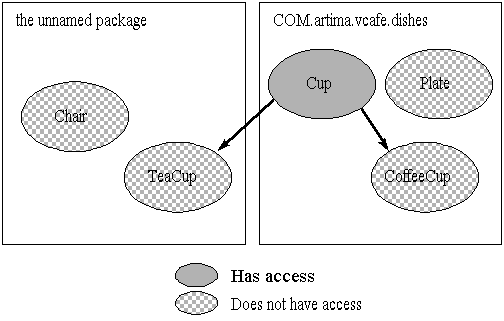 the unnamed package
COM.artima.vcafe.dishes
Cup
Plate
Chair
TeaCup
CoffeeCup
Has access
Does not have access